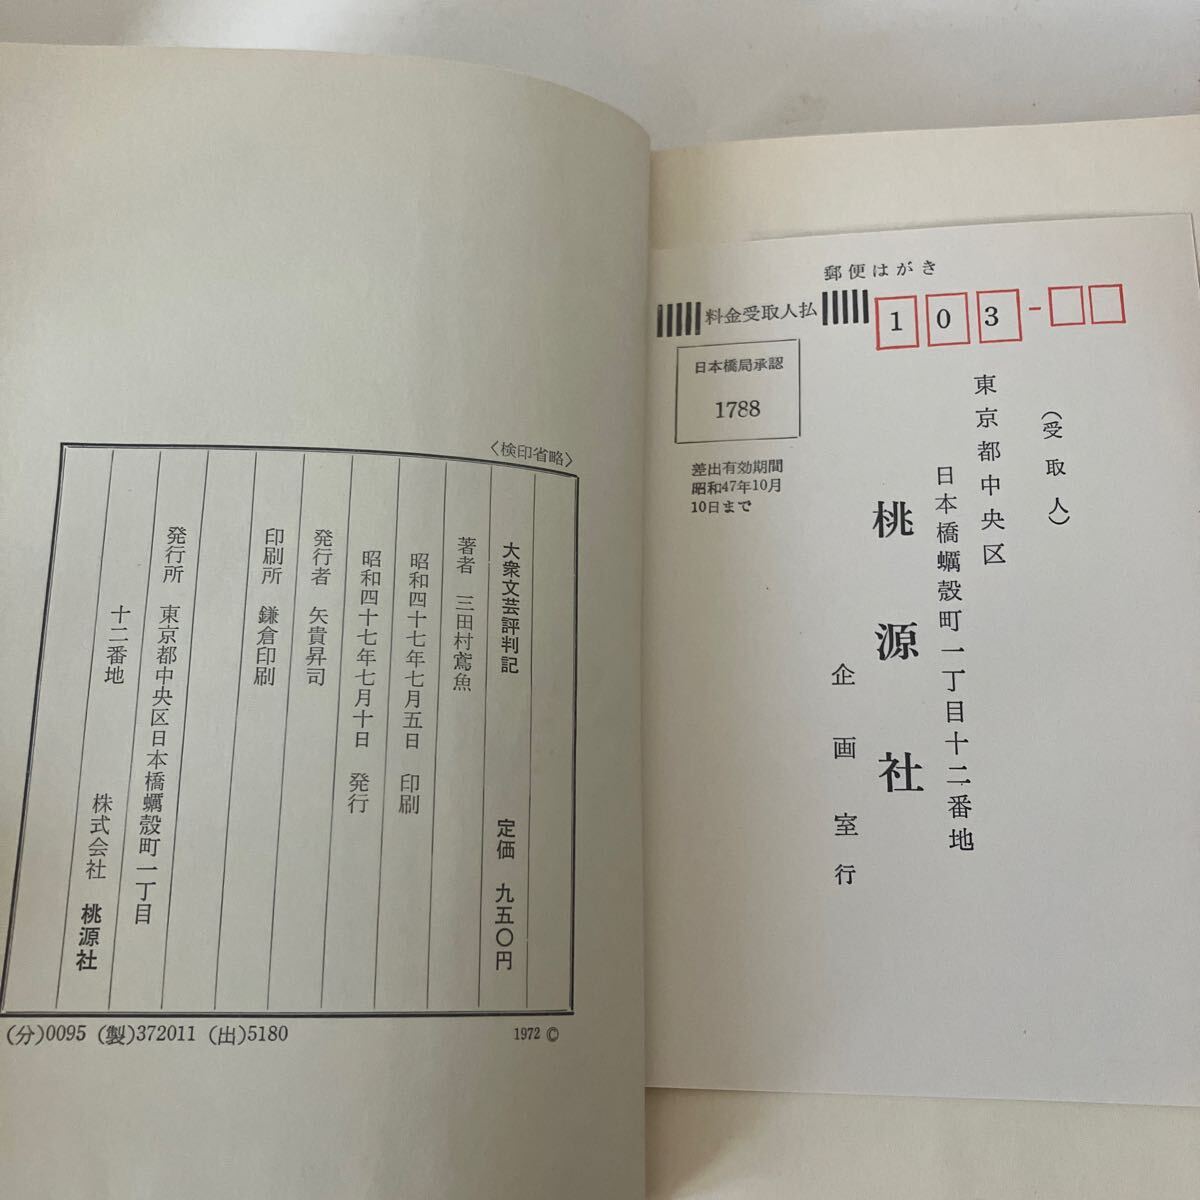 〈検印省略〉
大衆文芸評判記 定価 九五〇円
著者 三田村鳶魚
昭和四十七年七月五日 印刷
昭和四十七年七月十日 発行
発行者 矢貴昇司
印刷所 鎌倉印刷
発行所 東京都中央区日本橋蠣殻町一丁目
十二番地 株式会社 桃源社
(分)0095 (製)372011 (出)5180
1972 ©
郵便はがき
料金受取人払
103-
日本橋局承認
1788
差出有効期間
昭和47年10月
10日まで
(受取人)
東京都中央区
日本橋蠣殻町一丁目十二番地
桃源社
企画室行